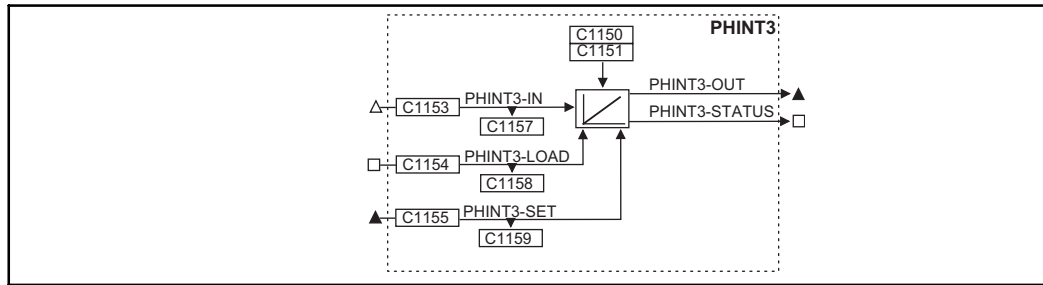 PHINT3
C1150
C1151
PHINT3-OUT
PHINT3-STATUS
C1153
PHINT3-IN
C1157
C1154
PHINT3-LOAD
C1158
C1155
PHINT3-SET
C1159